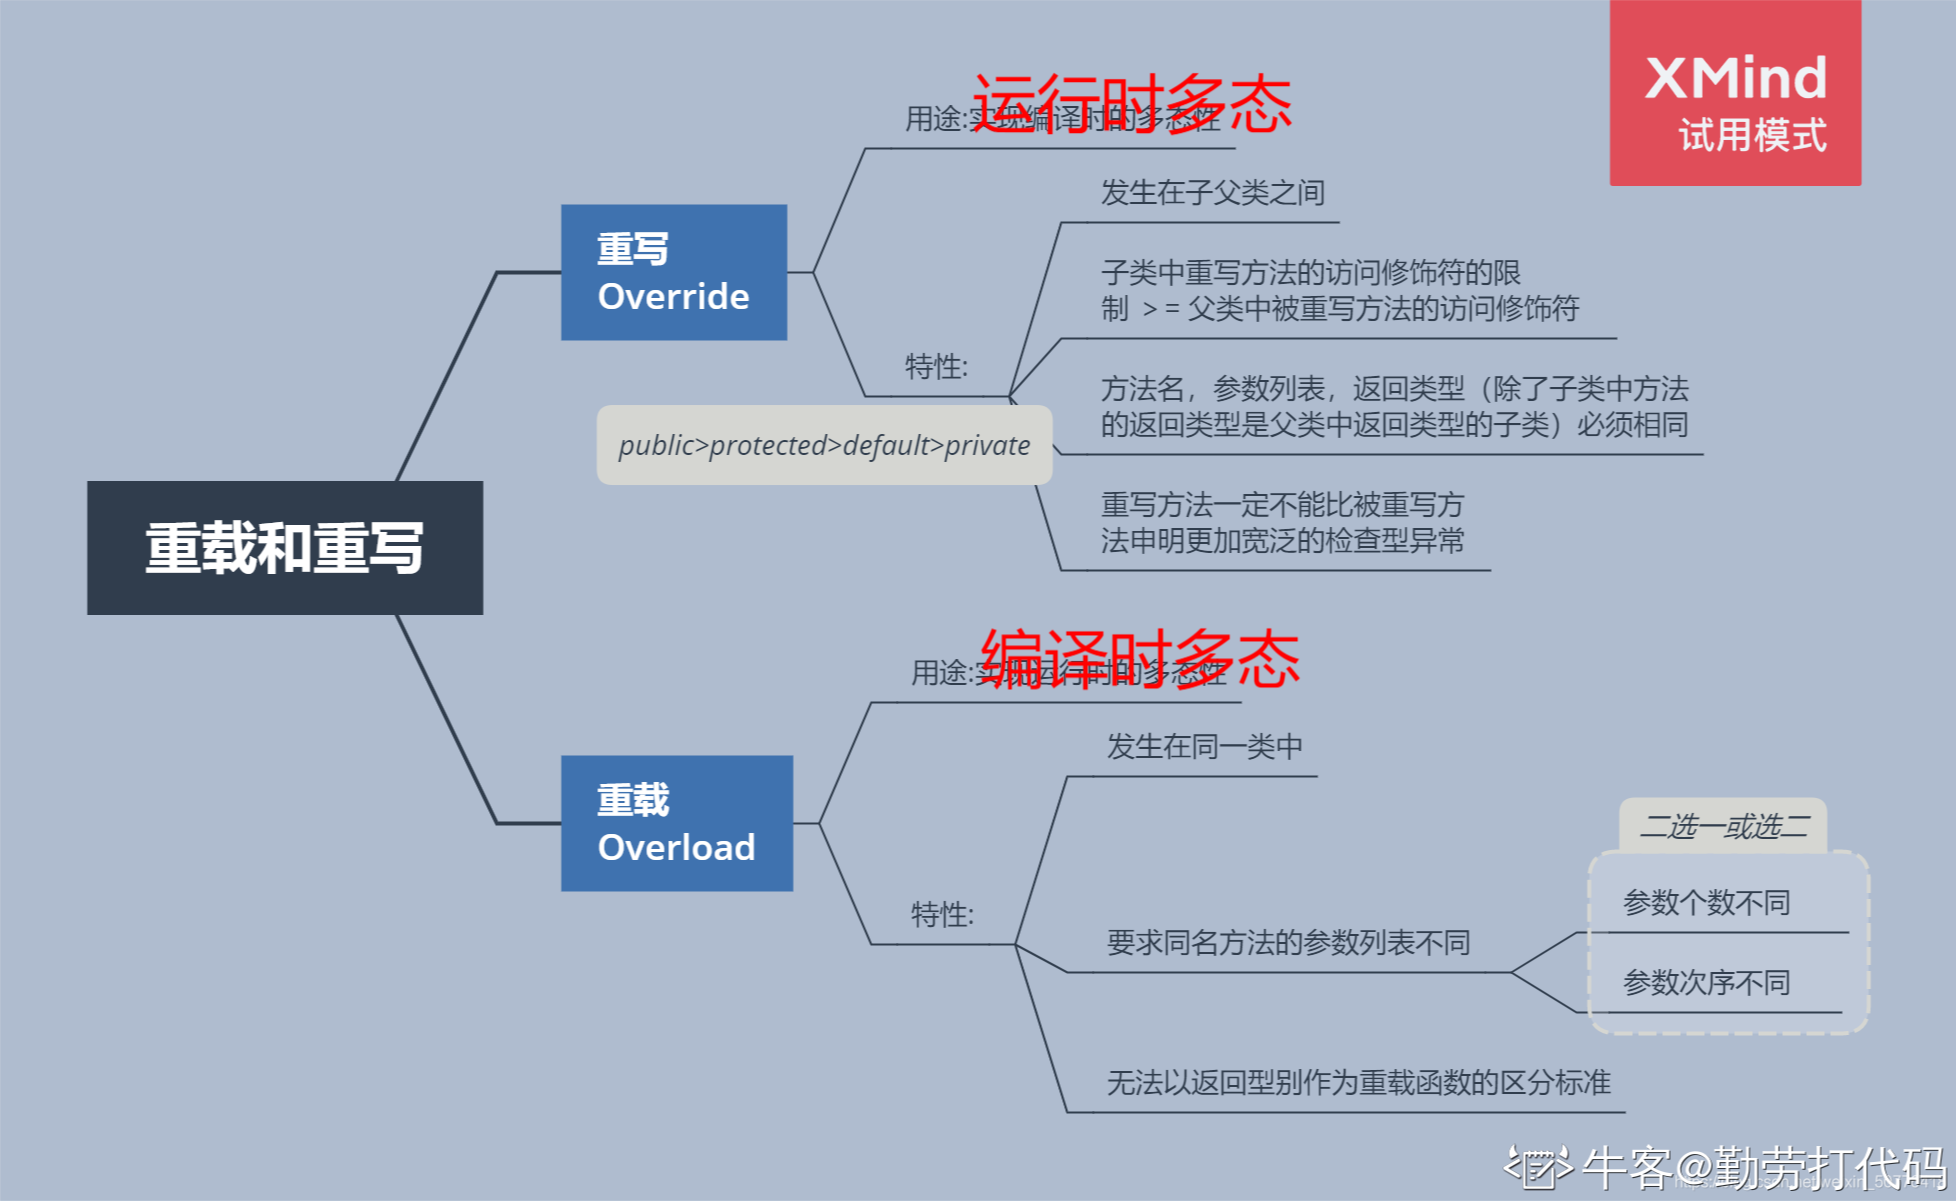 XMind
试用模式
运行时多态
用途:实现编译时的多态性
发生在子父类之间
重写
Override
子类中重写方法的访问修饰符的限
制 >= 父类中被重写方法的访问修饰符
特性:
方法名，参数列表，返回类型（除了子类中方法
的返回类型是父类中返回类型的子类）必须相同
public>protected>default>private
重写方法一定不能比被重写方
法申明更加宽泛的检查型异常
重载和重写
编译时多态
用途:实现运行时的多态性
发生在同一类中
重载
Overload
二选一或选二
参数个数不同
特性:
要求同名方法的参数列表不同
参数次序不同
无法以返回型别作为重载函数的区分标准
牛客@勤劳打代码